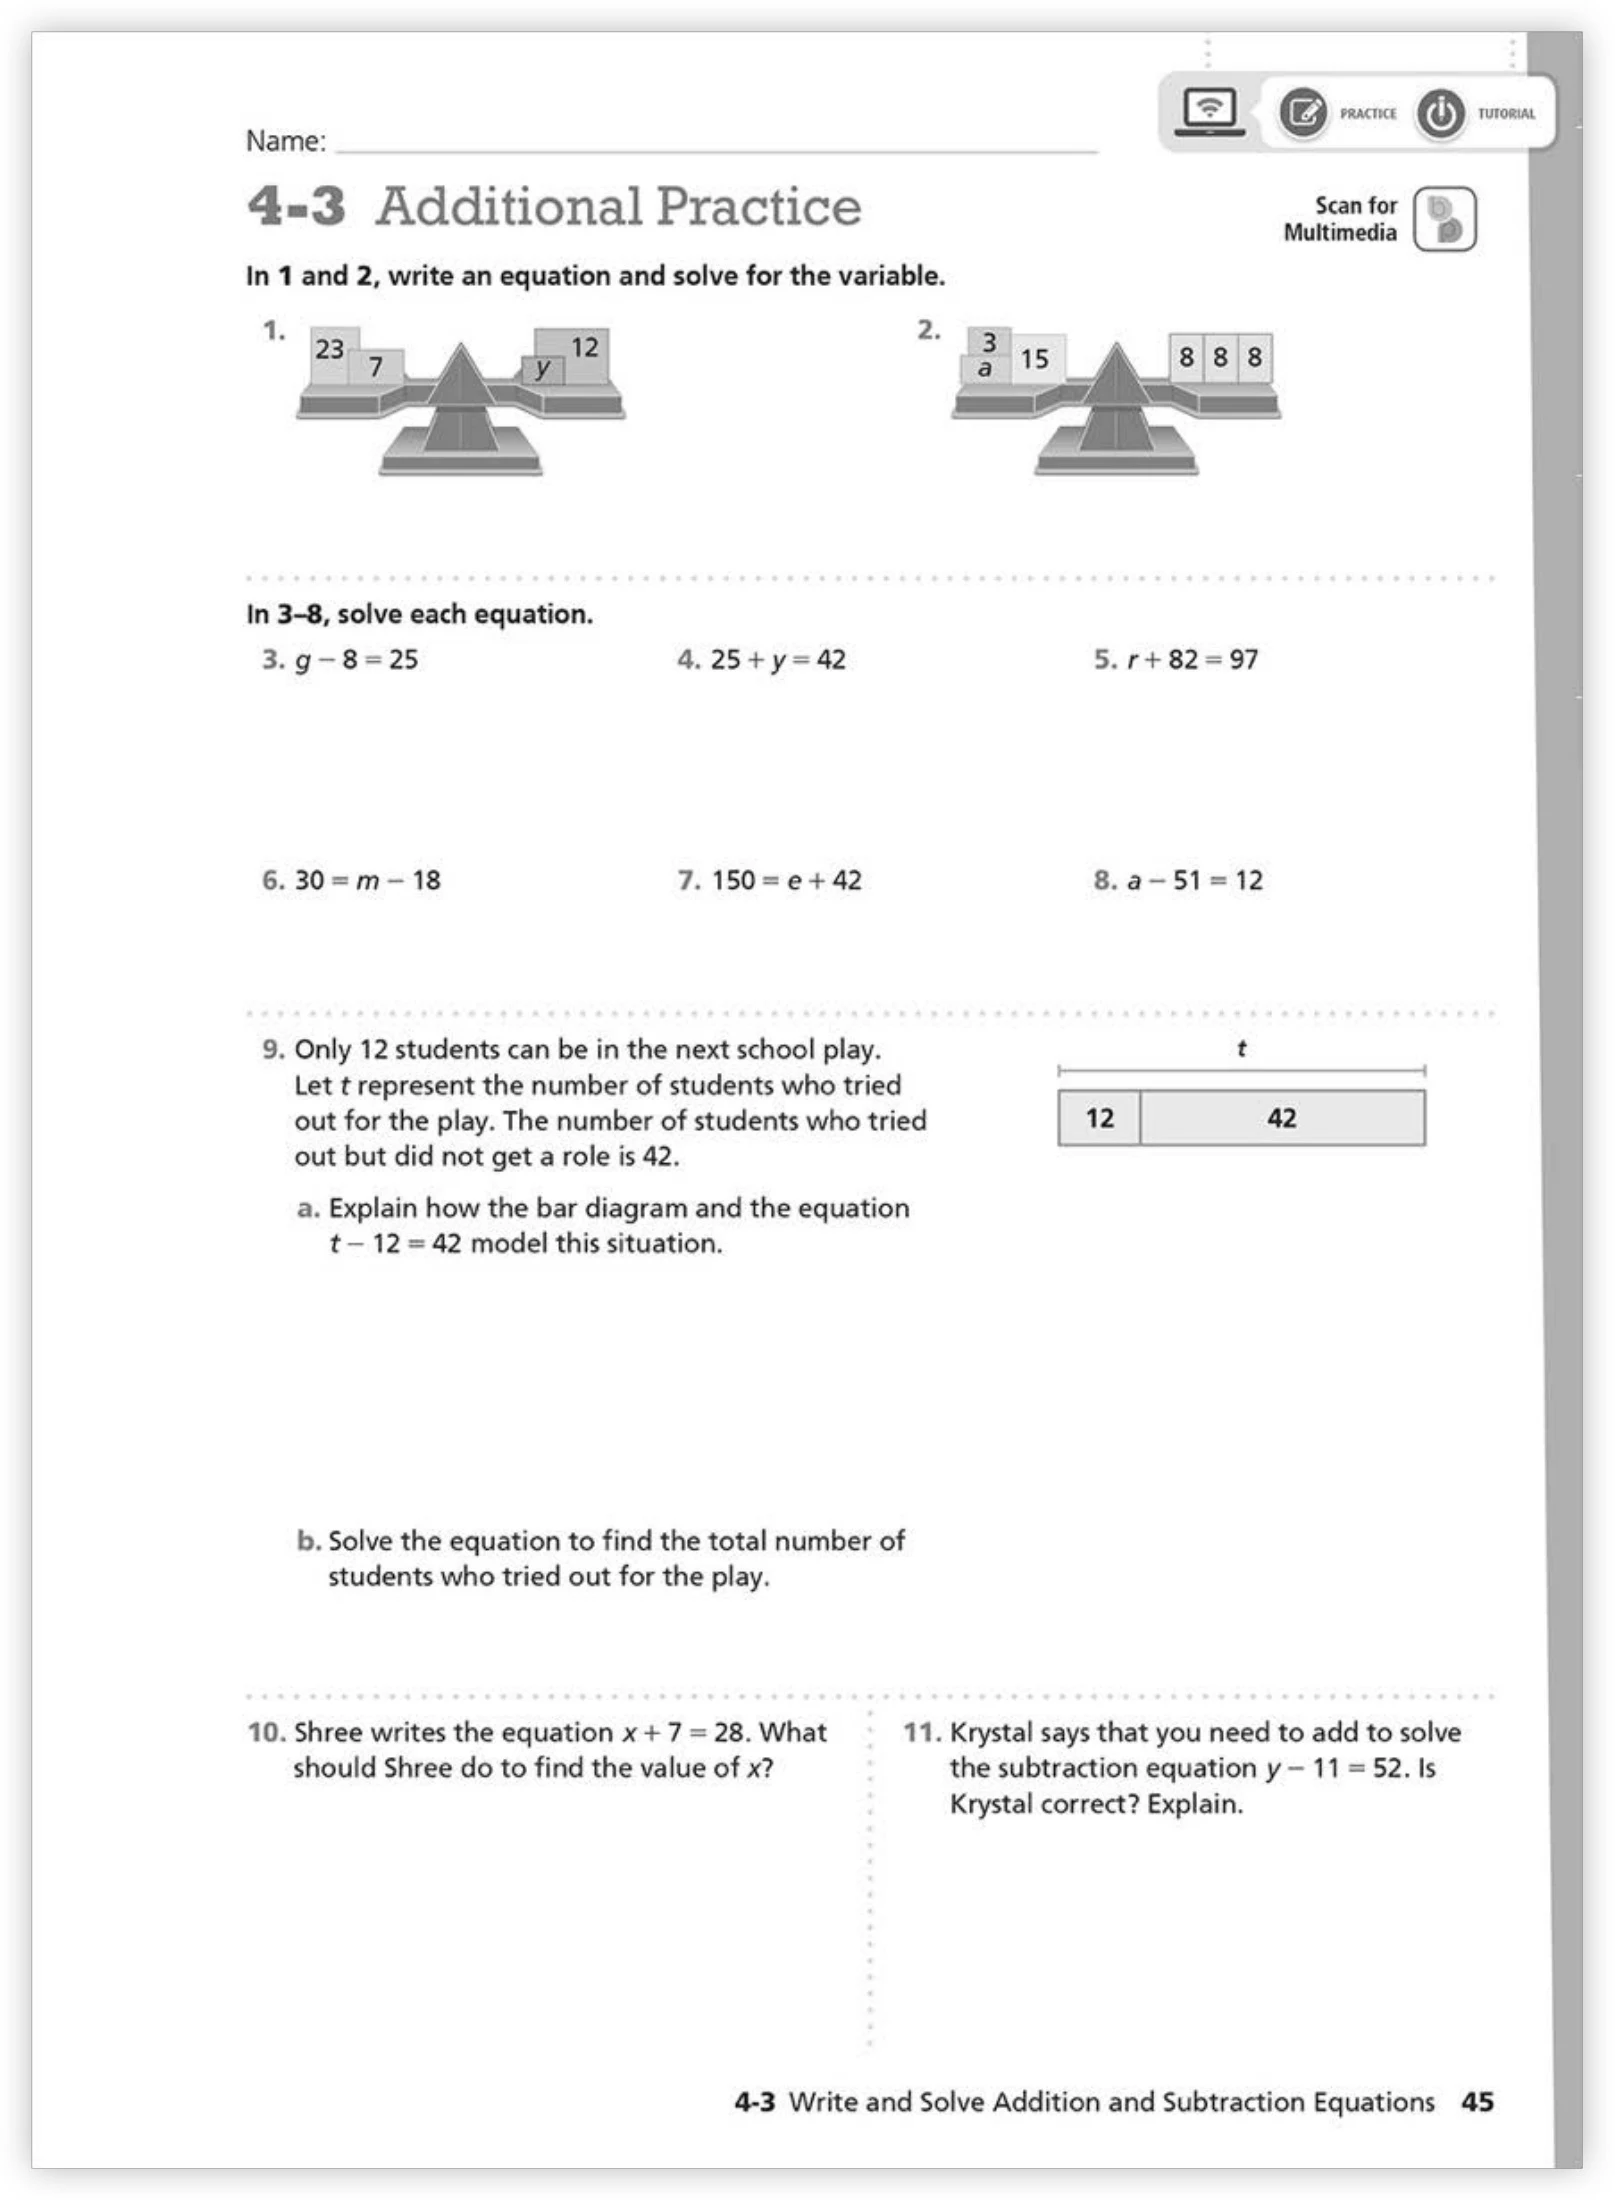 PRACTICE
TUTORIAL
Name:
4-3 Additional Practice
Scan for
Multimedia
In 1 and 2, write an equation and solve for the variable.
1.
23
7
y
12
2.
3
a
15
8 8 8
In 3–8, solve each equation.
3. g − 8 = 25
4. 25 + y = 42
5. r + 82 = 97
6. 30 = m − 18
7. 150 = e + 42
8. a − 51 = 12
9. Only 12 students can be in the next school play.
Let t represent the number of students who tried
out for the play. The number of students who tried
out but did not get a role is 42.
t
12
42
a. Explain how the bar diagram and the equation
t − 12 = 42 model this situation.
b. Solve the equation to find the total number of
students who tried out for the play.
10. Shree writes the equation x + 7 = 28. What
should Shree do to find the value of x?
11. Krystal says that you need to add to solve
the subtraction equation y − 11 = 52. Is
Krystal correct? Explain.
4-3 Write and Solve Addition and Subtraction Equations 45